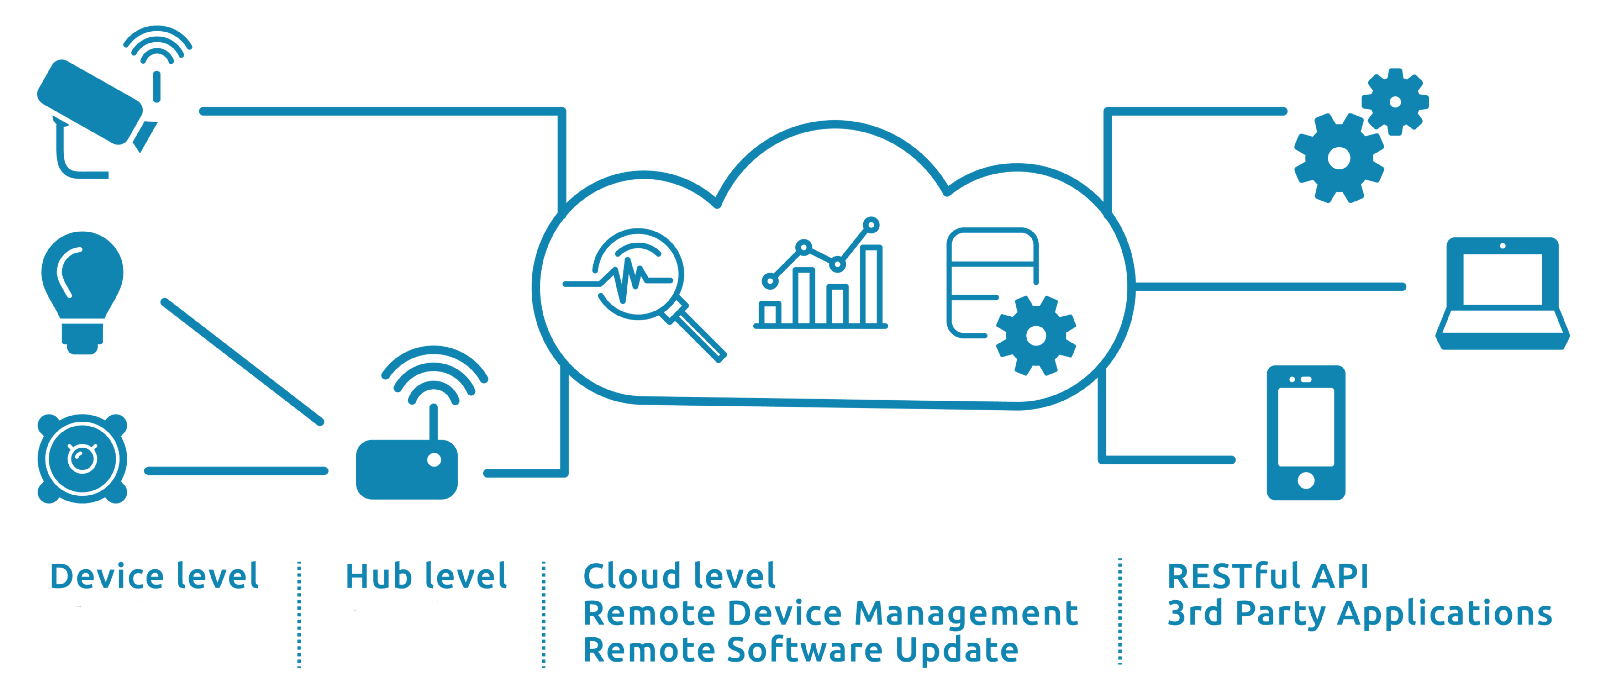 Device level
Hub level
Cloud level
Remote Device Management
Remote Software Update
RESTful API
3rd Party Applications